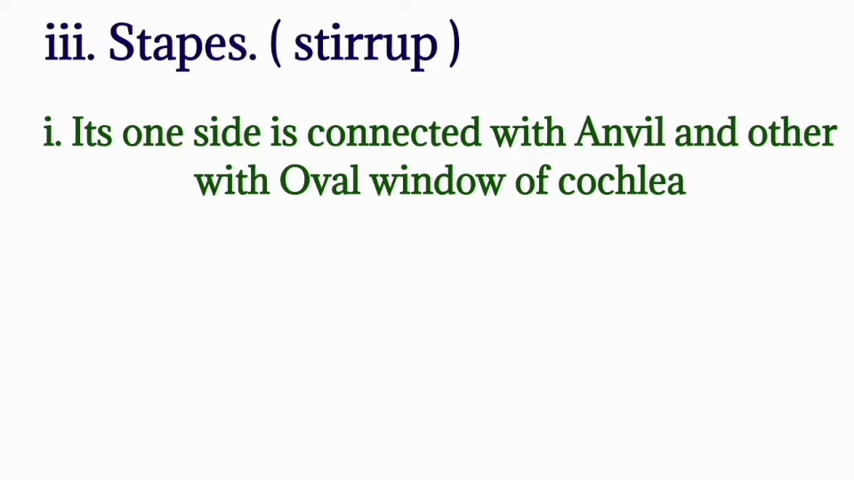 iii. Stapes. ( stirrup )
i. Its one side is connected with Anvil and other
with Oval window of cochlea